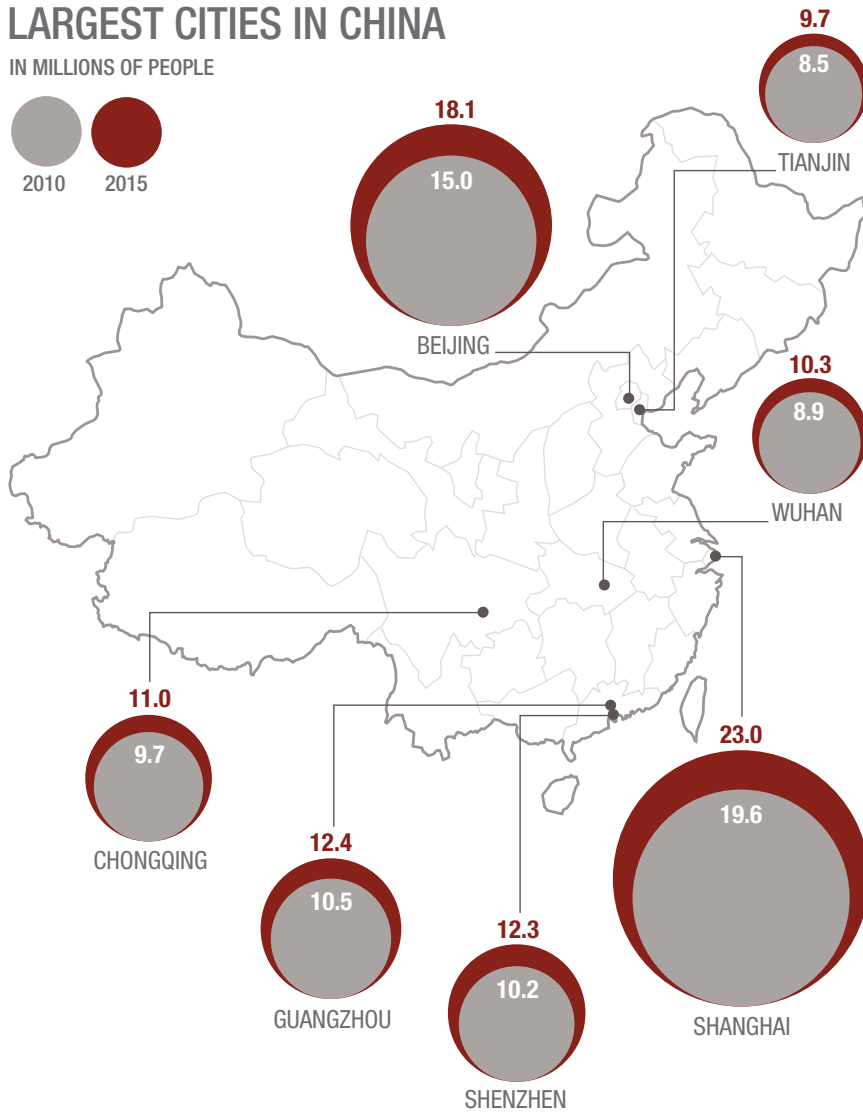 LARGEST CITIES IN CHINA
IN MILLIONS OF PEOPLE
2010 2015
9.7
8.5
TIANJIN
18.1
15.0
BEIJING
10.3
8.9
WUHAN
11.0
9.7
CHONGQING
12.4
10.5
GUANGZHOU
12.3
10.2
SHENZHEN
23.0
19.6
SHANGHAI